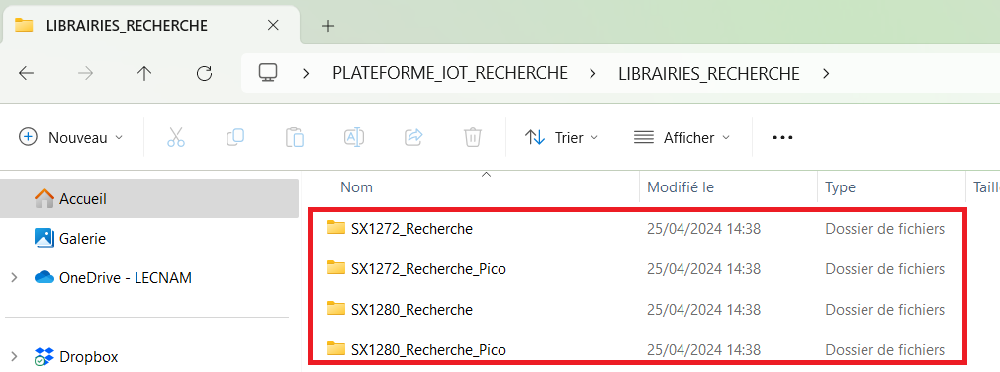 LIBRAIRIES_RECHERCHE
PLATEFORME_IOT_RECHERCHE > LIBRAIRIES_RECHERCHE >
Nouveau Trier Afficher
Nom Modifié le Type Taill
Accueil
SX1272_Recherche 25/04/2024 14:38 Dossier de fichiers
Galerie
SX1272_Recherche_Pico 25/04/2024 14:38 Dossier de fichiers
OneDrive - LECNAM
SX1280_Recherche 25/04/2024 14:38 Dossier de fichiers
Dropbox
SX1280_Recherche_Pico 25/04/2024 14:38 Dossier de fichiers